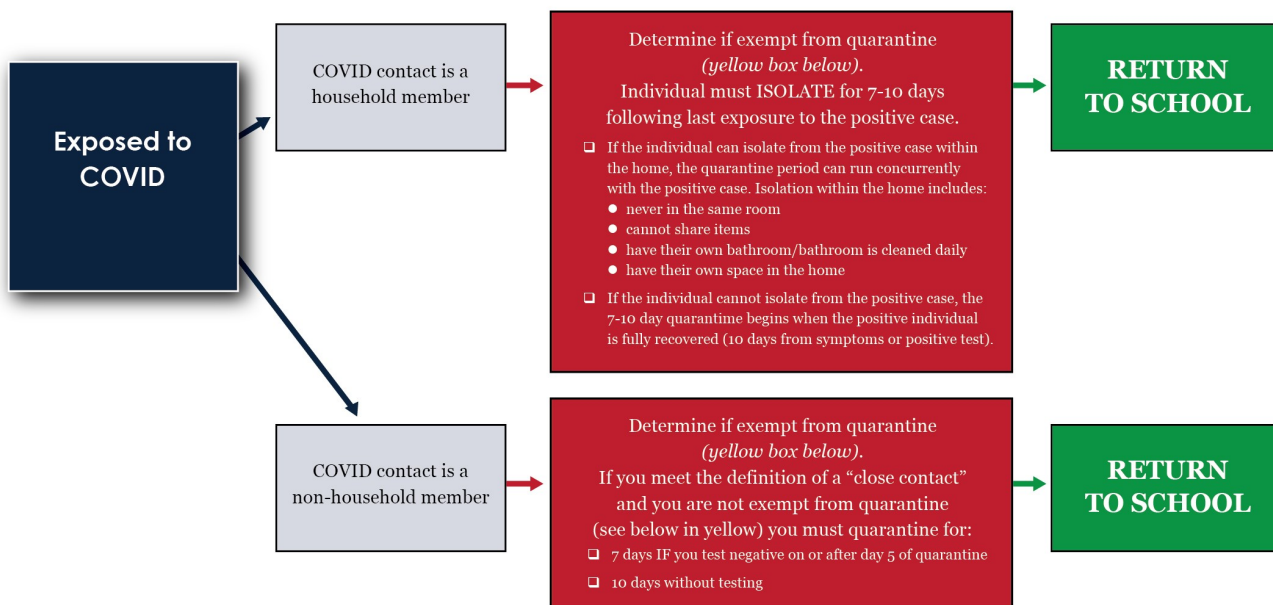 Exposed to
COVID
COVID contact is a
household member
Determine if exempt from quarantine
(yellow box below).
Individual must ISOLATE for 7-10 days
following last exposure to the positive case.
If the individual can isolate from the positive case within
the home, the quarantine period can run concurrently
with the positive case. Isolation within the home includes:
never in the same room
cannot share items
have their own bathroom/bathroom is cleaned daily
have their own space in the home
If the individual cannot isolate from the positive case, the
7-10 day quarantime begins when the positive individual
is fully recovered (10 days from symptoms or positive test).
RETURN
TO SCHOOL
COVID contact is a
non-household member
Determine if exempt from quarantine
(yellow box below).
If you meet the definition of a “close contact”
and you are not exempt from quarantine
(see below in yellow) you must quarantine for:
7 days IF you test negative on or after day 5 of quarantine
10 days without testing
RETURN
TO SCHOOL